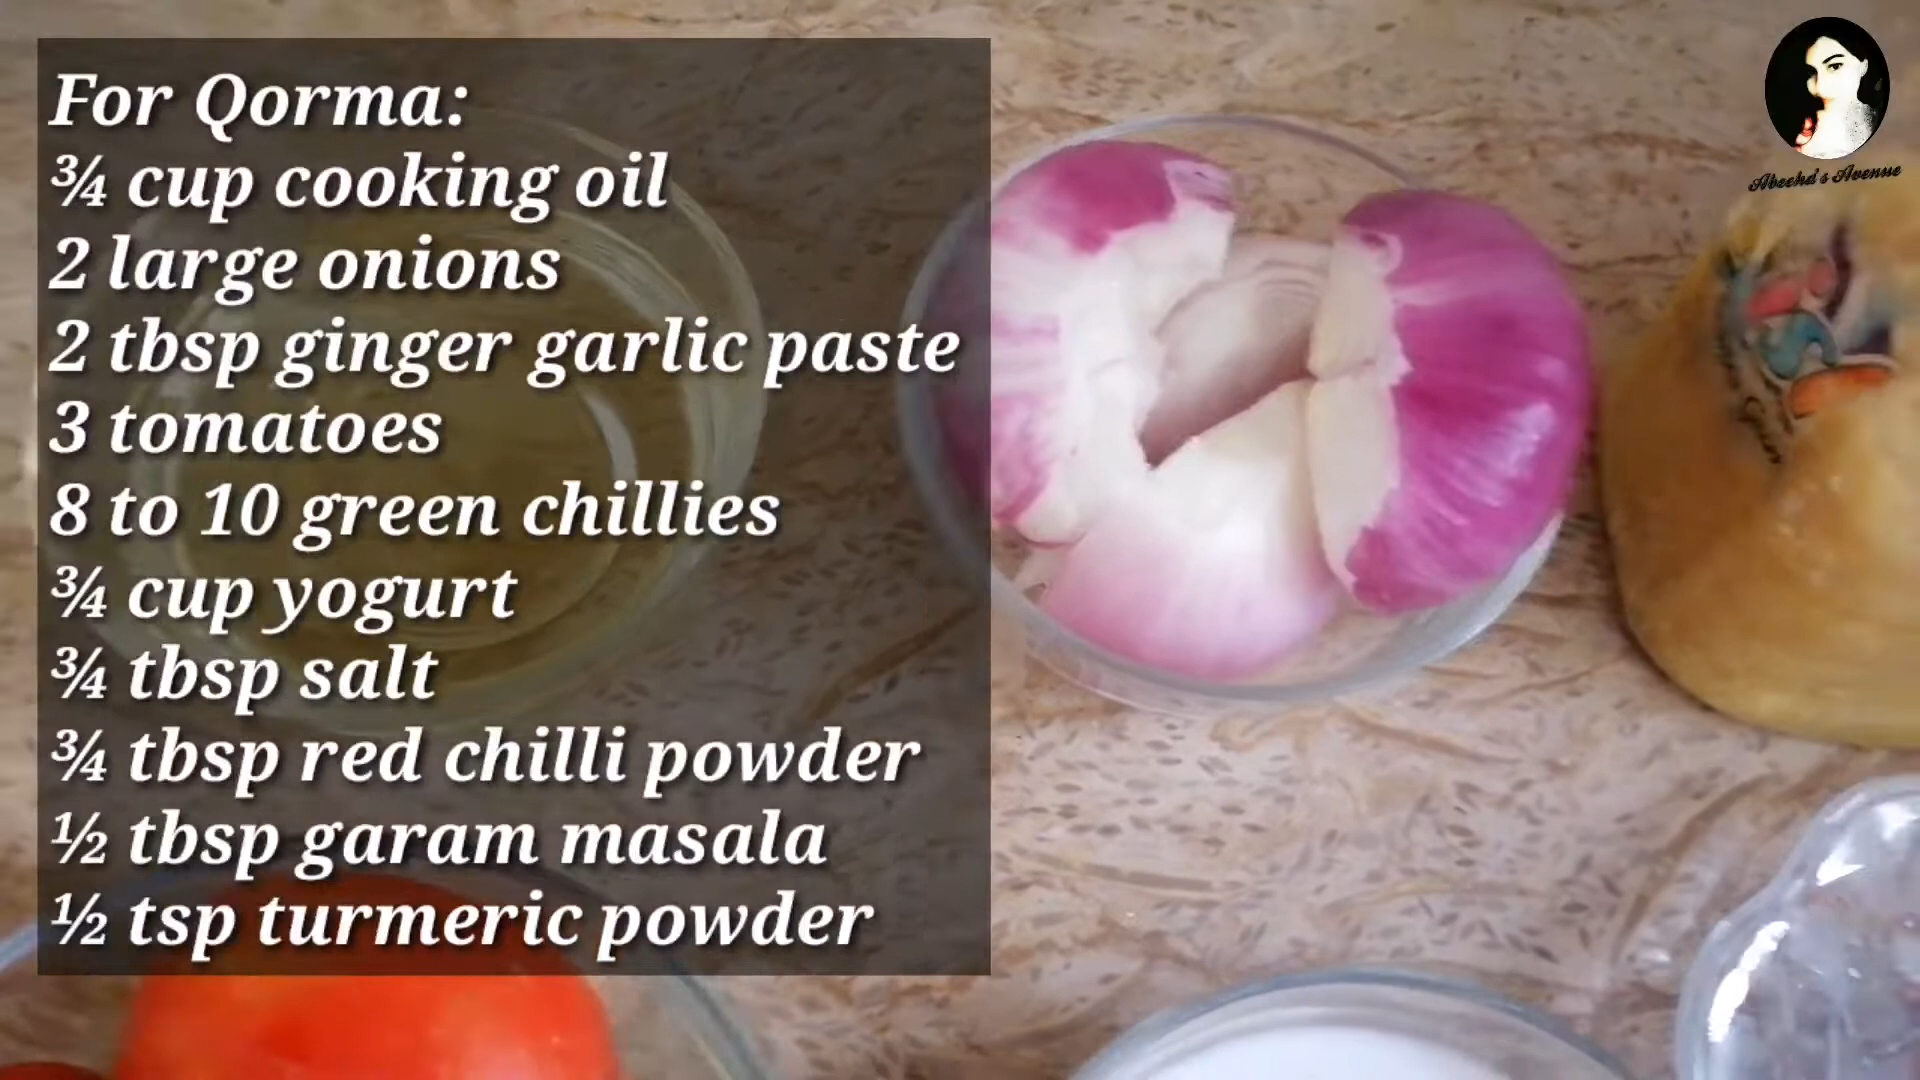 For Qorma:
¾ cup cooking oil
2 large onions
2 tbsp ginger garlic paste
3 tomatoes
8 to 10 green chillies
¾ cup yogurt
¾ tbsp salt
¾ tbsp red chilli powder
½ tbsp garam masala
½ tsp turmeric powder
Avenue